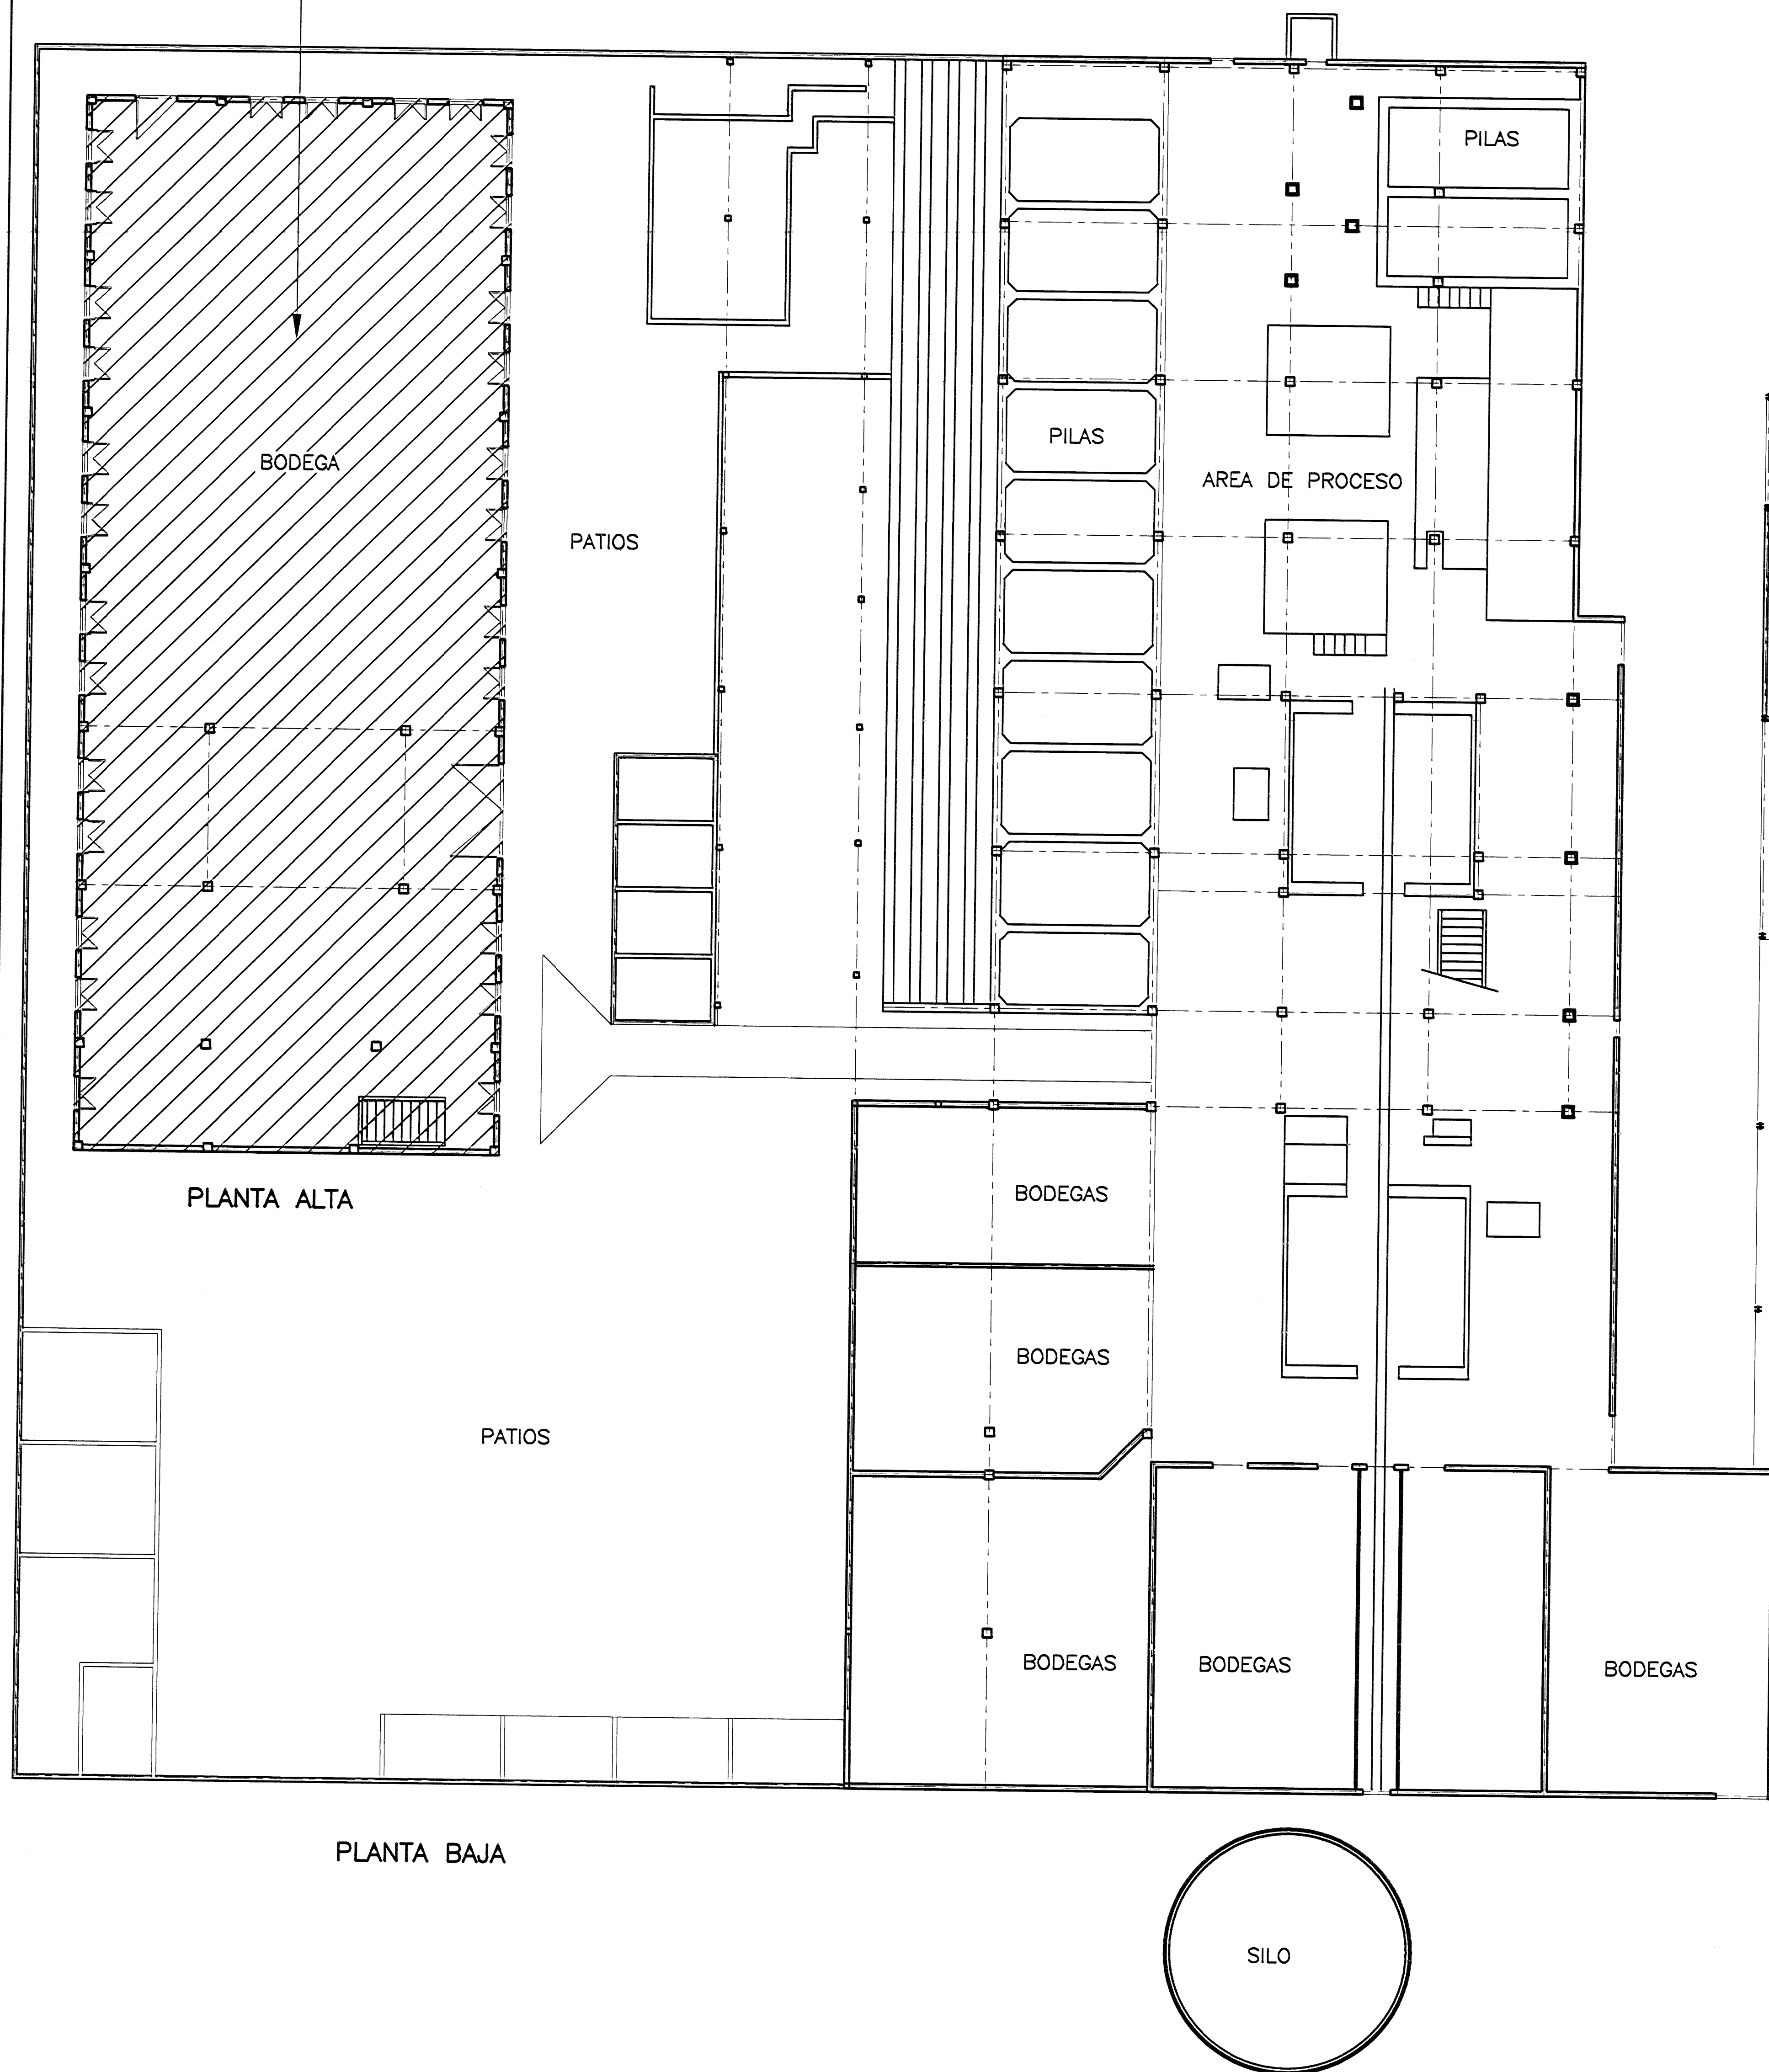 PILAS
PILAS
BODEGA
AREA DE PROCESO
PATIOS
BODEGAS
PLANTA ALTA
BODEGAS
PATIOS
BODEGAS
BODEGAS
BODEGAS
PLANTA BAJA
SILO